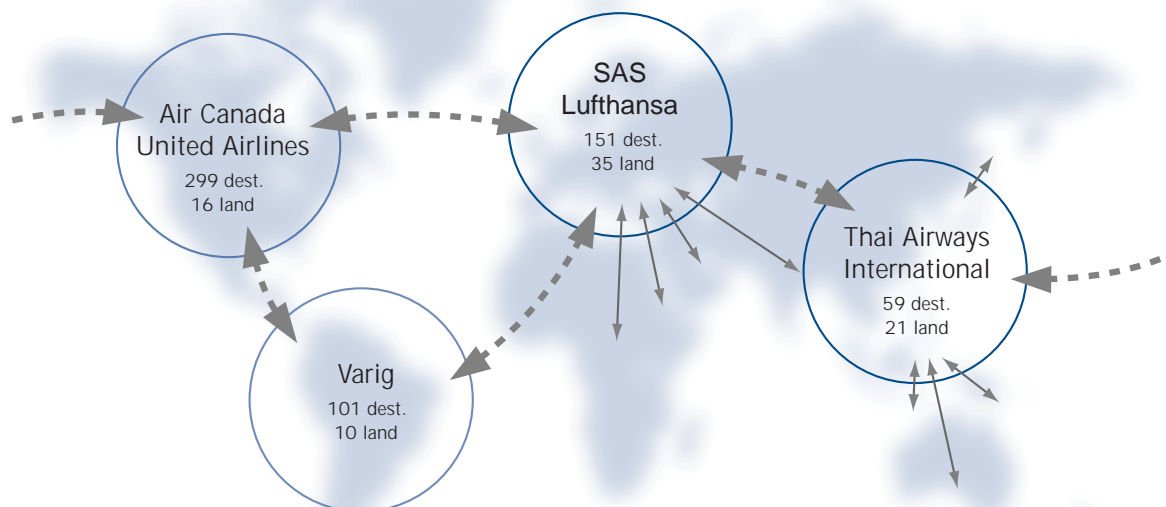 Air Canada
United Airlines
299 dest.
16 land
SAS
Lufthansa
151 dest.
35 land
Thai Airways
International
59 dest.
21 land
Varig
101 dest.
10 land